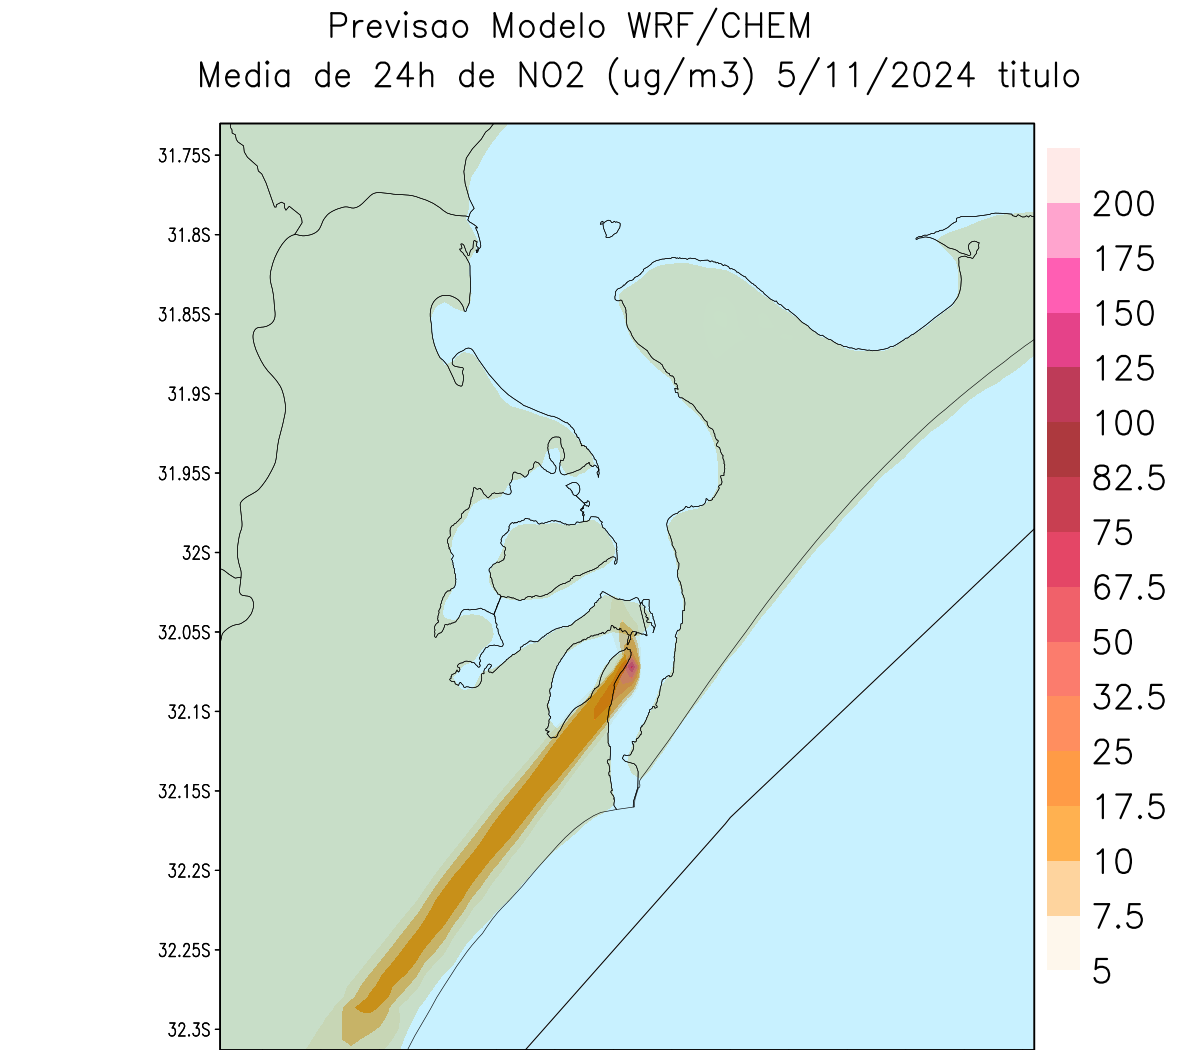 Previsao Modelo WRF/CHEM
Media de 24h de NO2 (ug/m3) 5/11/2024 titulo
31.75S
31.8S
31.85S
31.9S
31.95S
32S
32.05S
32.1S
32.15S
32.2S
32.25S
32.3S
200
175
150
125
100
82.5
75
67.5
50
32.5
25
17.5
10
7.5
5